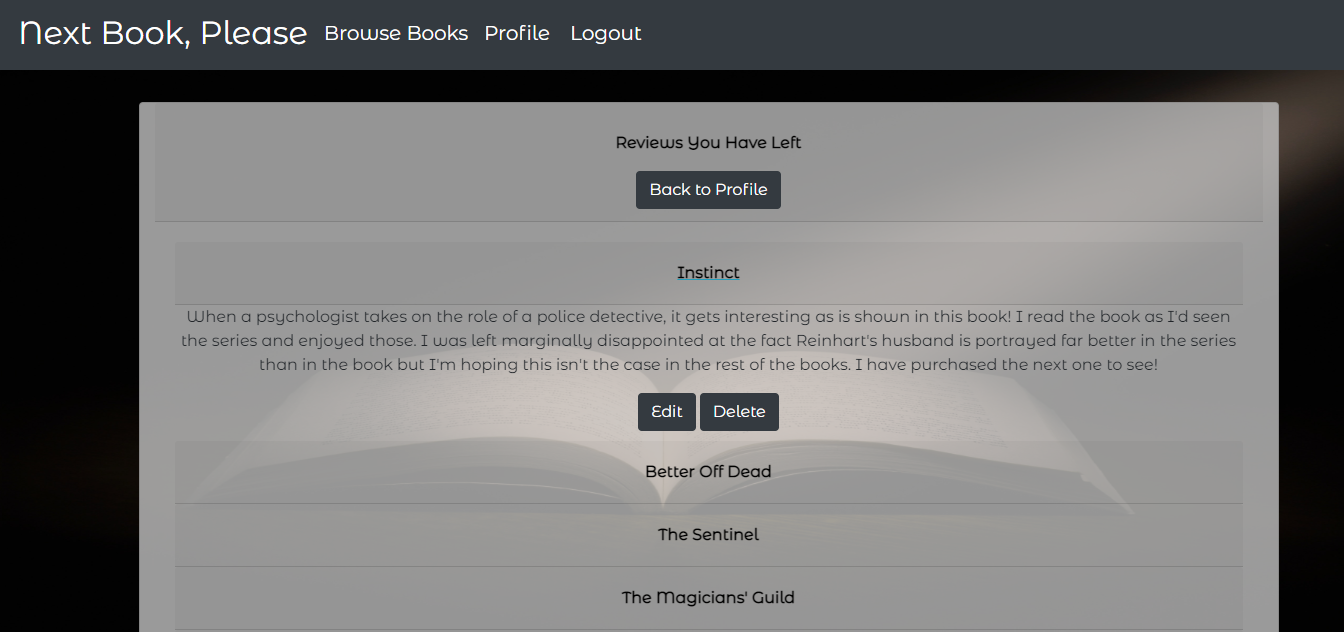 Next Book, Please Browse Books Profile Logout
Reviews You Have Left
Back to Profile
Instinct
When a psychologist takes on the role of a police detective, it gets interesting as is shown in this book! I read the book as I'd seen
the series and enjoyed those. I was left marginally disappointed at the fact Reinhart's husband is portrayed far better in the series
than in the book but I'm hoping this isn't the case in the rest of the books. I have purchased the next one to see!
Edit Delete
Better Off Dead
The Sentinel
The Magicians' Guild